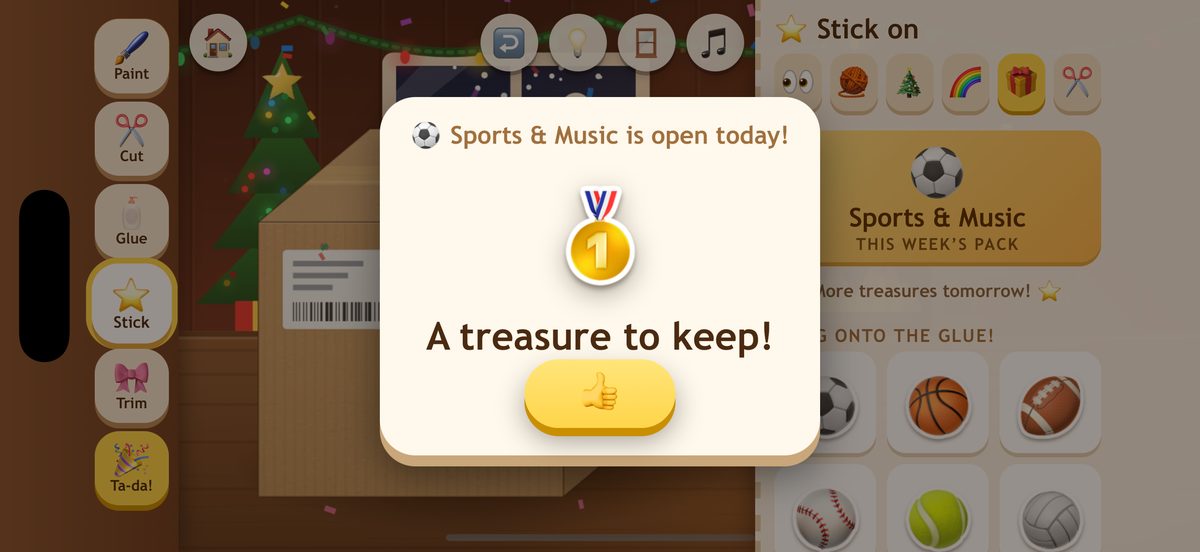 Paint
Cut
Glue
Stick
Trim
Ta-da!
Sports & Music is open today!
1
A treasure to keep!
Stick on
Sports & Music
THIS WEEK'S PACK
More treasures tomorrow!
ONTO THE GLUE!